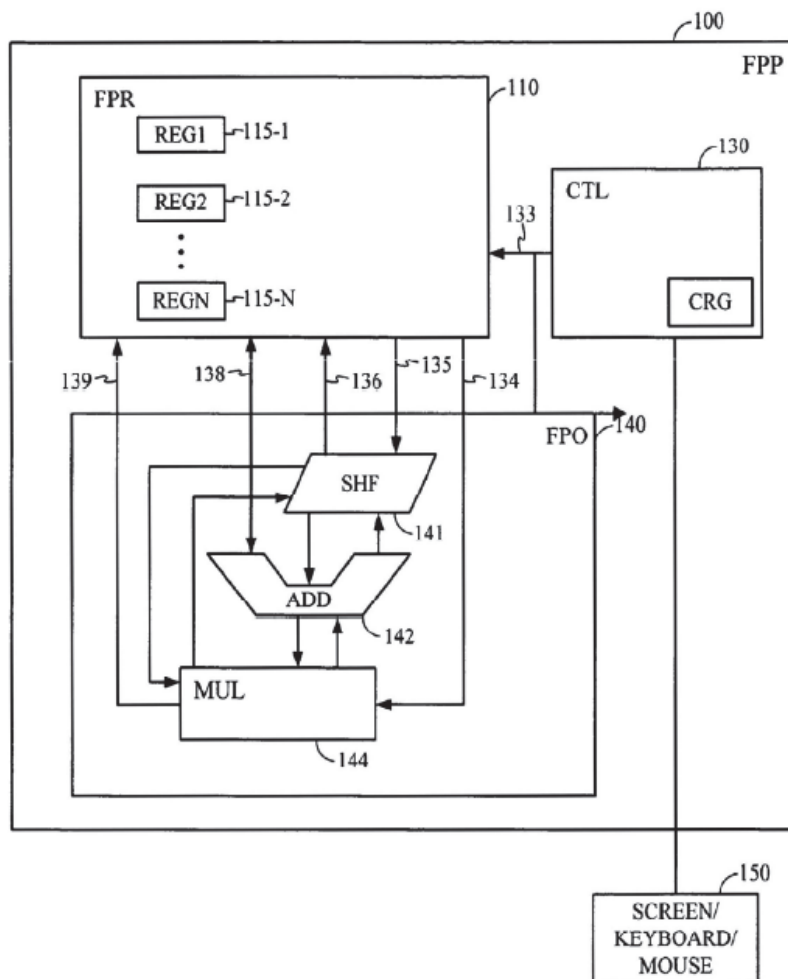 100
FPP
FPR
110
REG1
115-1
REG2
115-2
REGN
115-N
130
CTL
133
CRG
139
138
136
135
134
FPO
140
SHF
141
ADD
142
MUL
144
150
SCREEN/
KEYBOARD/
MOUSE